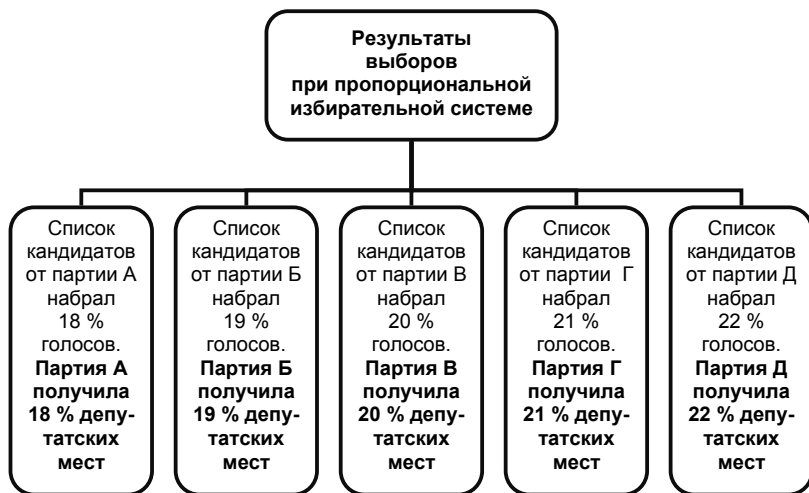 Результаты
выборов
при пропорциональной
избирательной системе
Список
кандидатов
от партии А
набрал
18 %
голосов.
Партия А
получила
18 % депу-
татских
мест
Список
кандидатов
от партии Б
набрал
19 %
голосов.
Партия Б
получила
19 % депу-
татских
мест
Список
кандидатов
от партии В
набрал
20 %
голосов.
Партия В
получила
20 % депу-
татских
мест
Список
кандидатов
от партии Г
набрал
21 %
голосов.
Партия Г
получила
21 % депу-
татских
мест
Список
кандидатов
от партии Д
набрал
22 %
голосов.
Партия Д
получила
22 % депу-
татских
мест